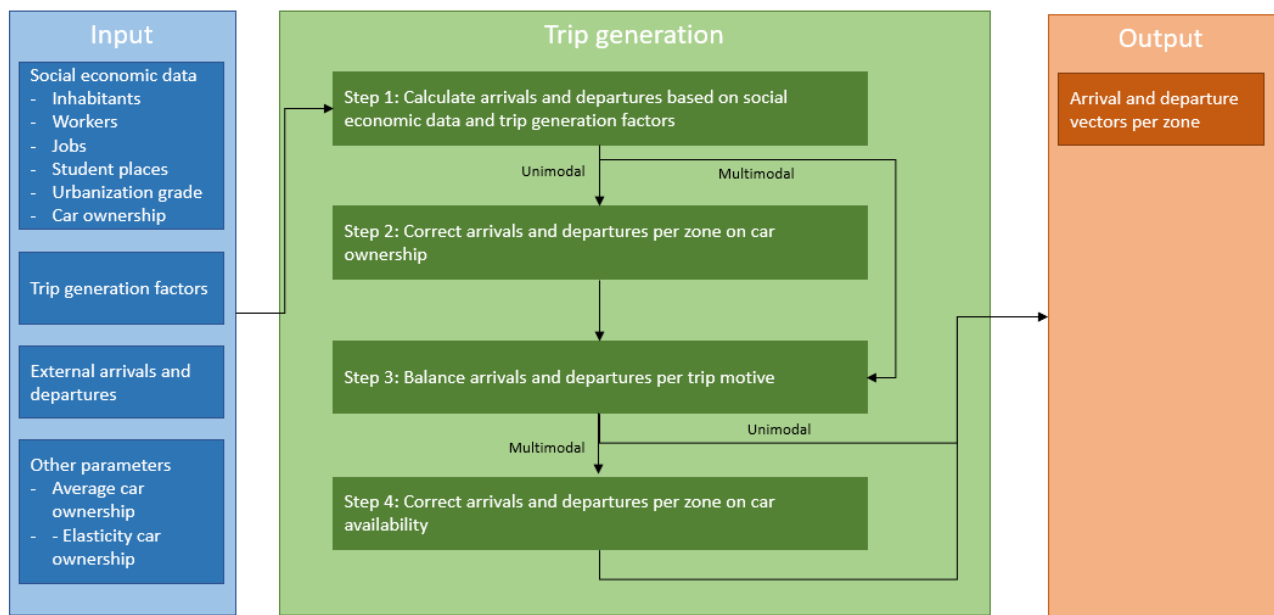 Input
Social economic data
- Inhabitants
- Workers
- Jobs
- Student places
- Urbanization grade
- Car ownership
Trip generation factors
External arrivals and
departures
Other parameters
- Average car
ownership
- - Elasticity car
ownership
Trip generation
Step 1: Calculate arrivals and departures based on social
economic data and trip generation factors
Unimodal
Multimodal
Step 2: Correct arrivals and departures per zone on car
ownership
Step 3: Balance arrivals and departures per trip motive
Multimodal
Unimodal
Step 4: Correct arrivals and departures per zone on car
availability
Output
Arrival and departure
vectors per zone